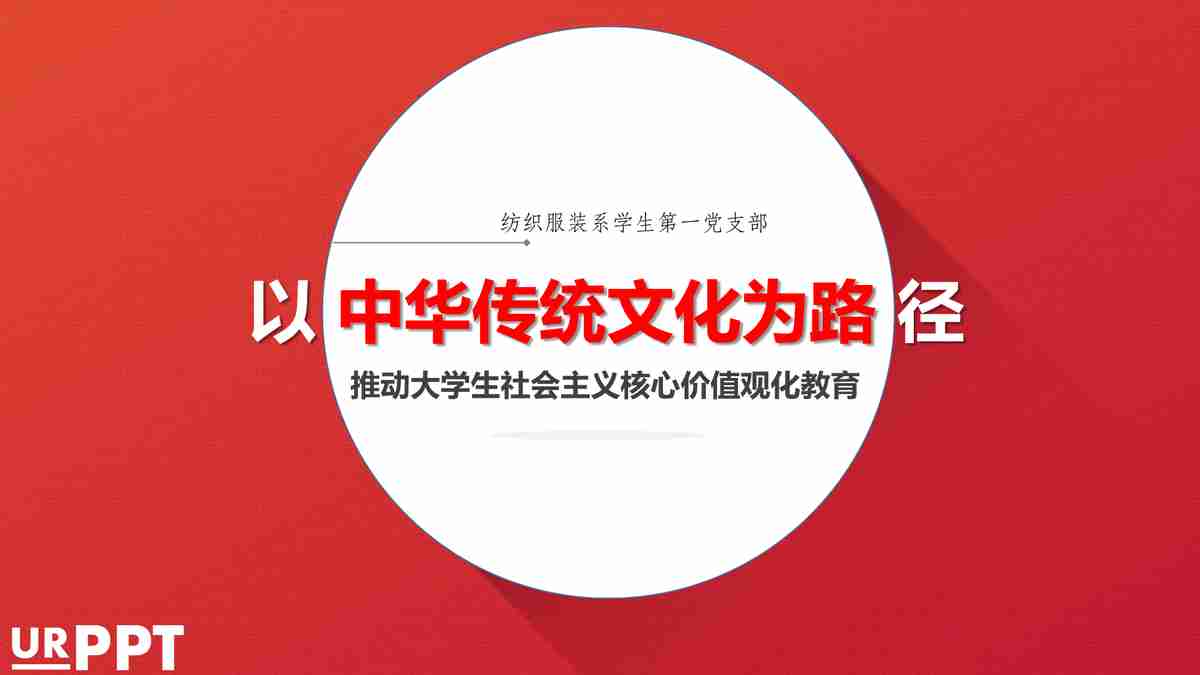 纺织服装系学生第一党支部
以中华传统文化为路径
推动大学生社会主义核心价值观化教育
URPPT